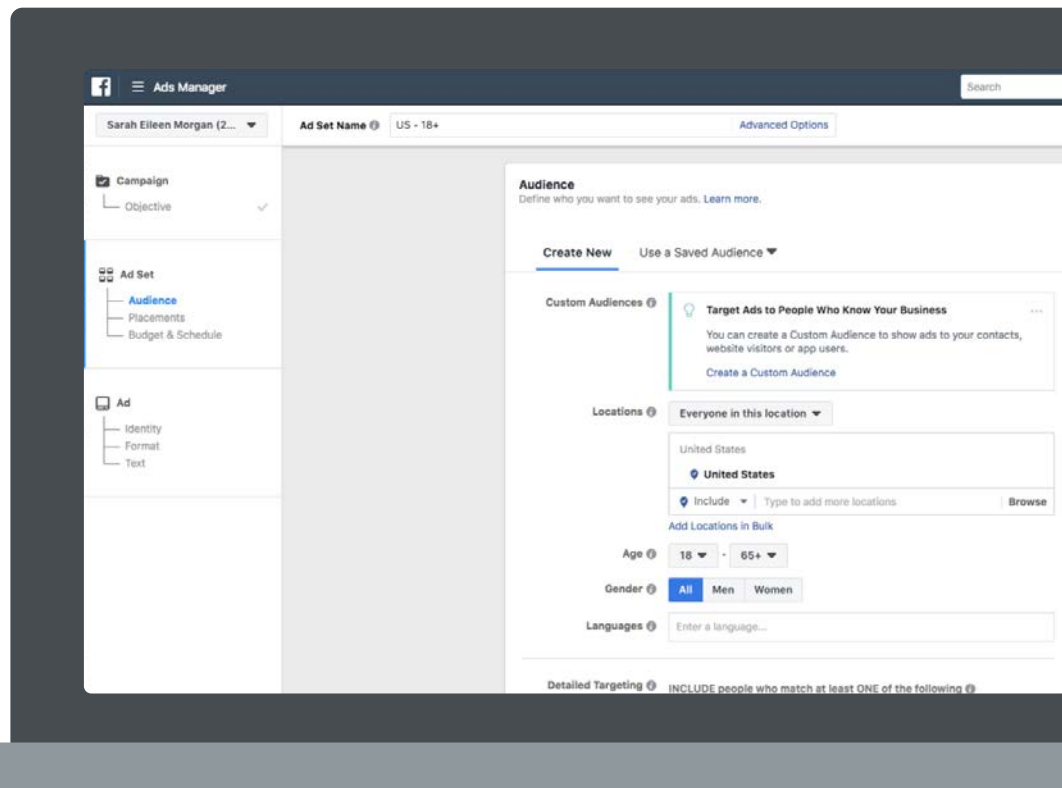 f
Ads Manager
Search
Sarah Eileen Morgan (2...
Ad Set Name
US - 18+
Advanced Options
Campaign
Objective
Ad Set
Audience
Placements
Budget & Schedule
Ad
Identity
Format
Text
Audience
Define who you want to see your ads. Learn more.
Create New
Use a Saved Audience
Custom Audiences
Target Ads to People Who Know Your Business
...
You can create a Custom Audience to show ads to your contacts,
website visitors or app users.
Create a Custom Audience
Locations
Everyone in this location
United States
United States
Include
Type to add more locations
Browse
Add Locations in Bulk
Age
18 - 65+
Gender
All Men Women
Languages
Enter a language...
Detailed Targeting
INCLUDE people who match at least ONE of the following